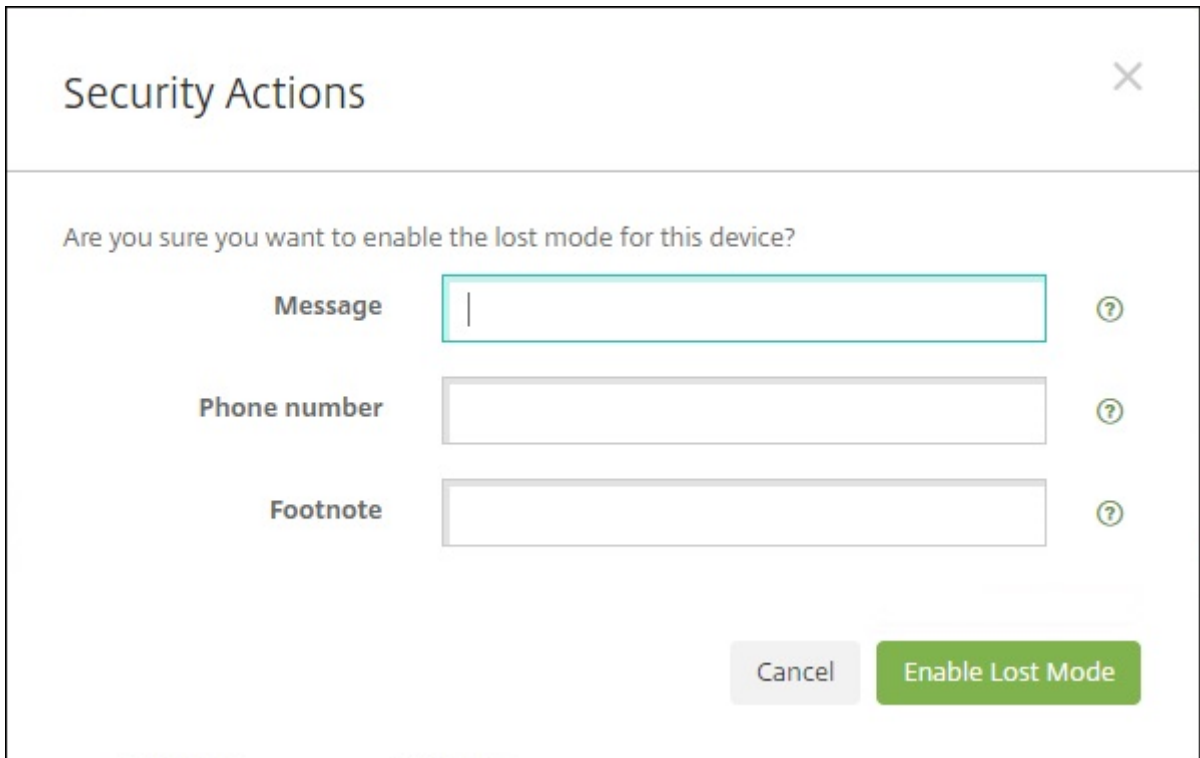 Security Actions
Are you sure you want to enable the lost mode for this device?
Message
Phone number
Footnote
Cancel
Enable Lost Mode